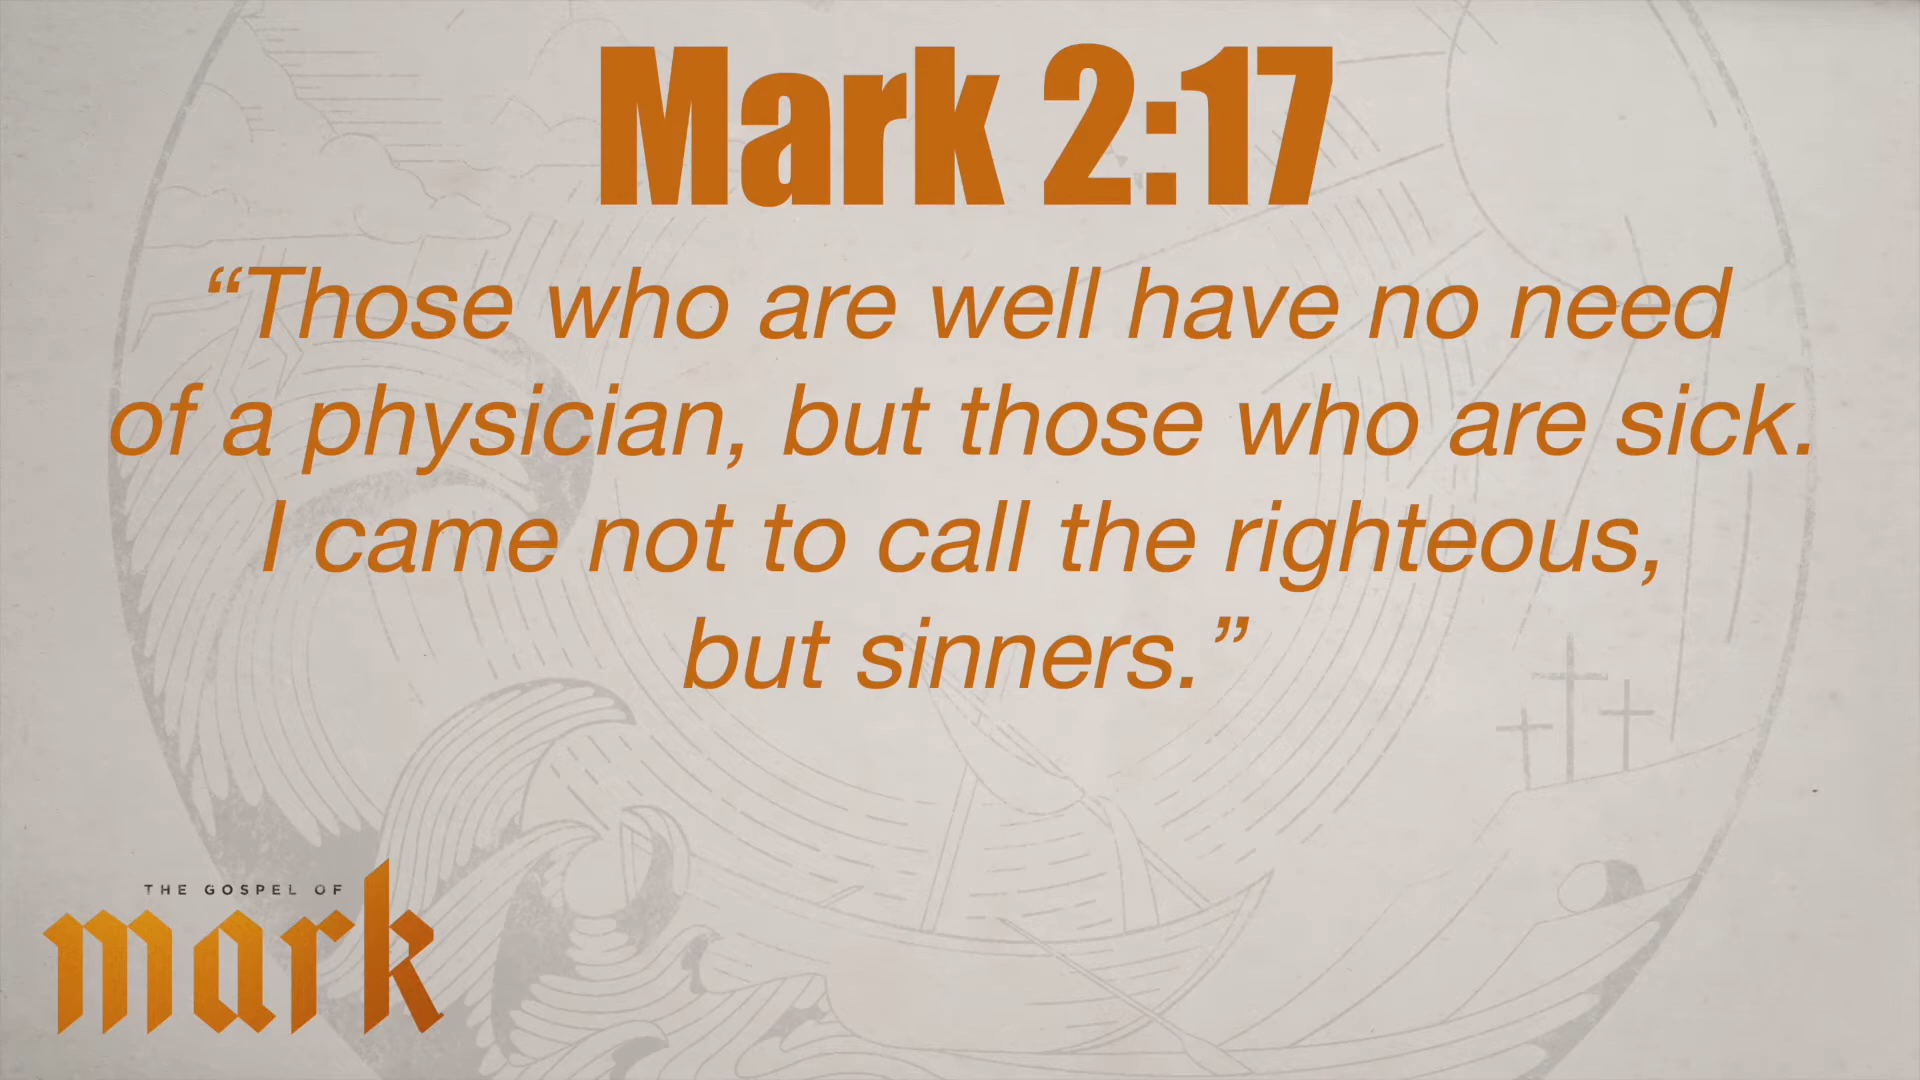 Mark 2:17
“Those who are well have no need
of a physician, but those who are sick.
I came not to call the righteous,
but sinners.”
THE GOSPEL OF
mark